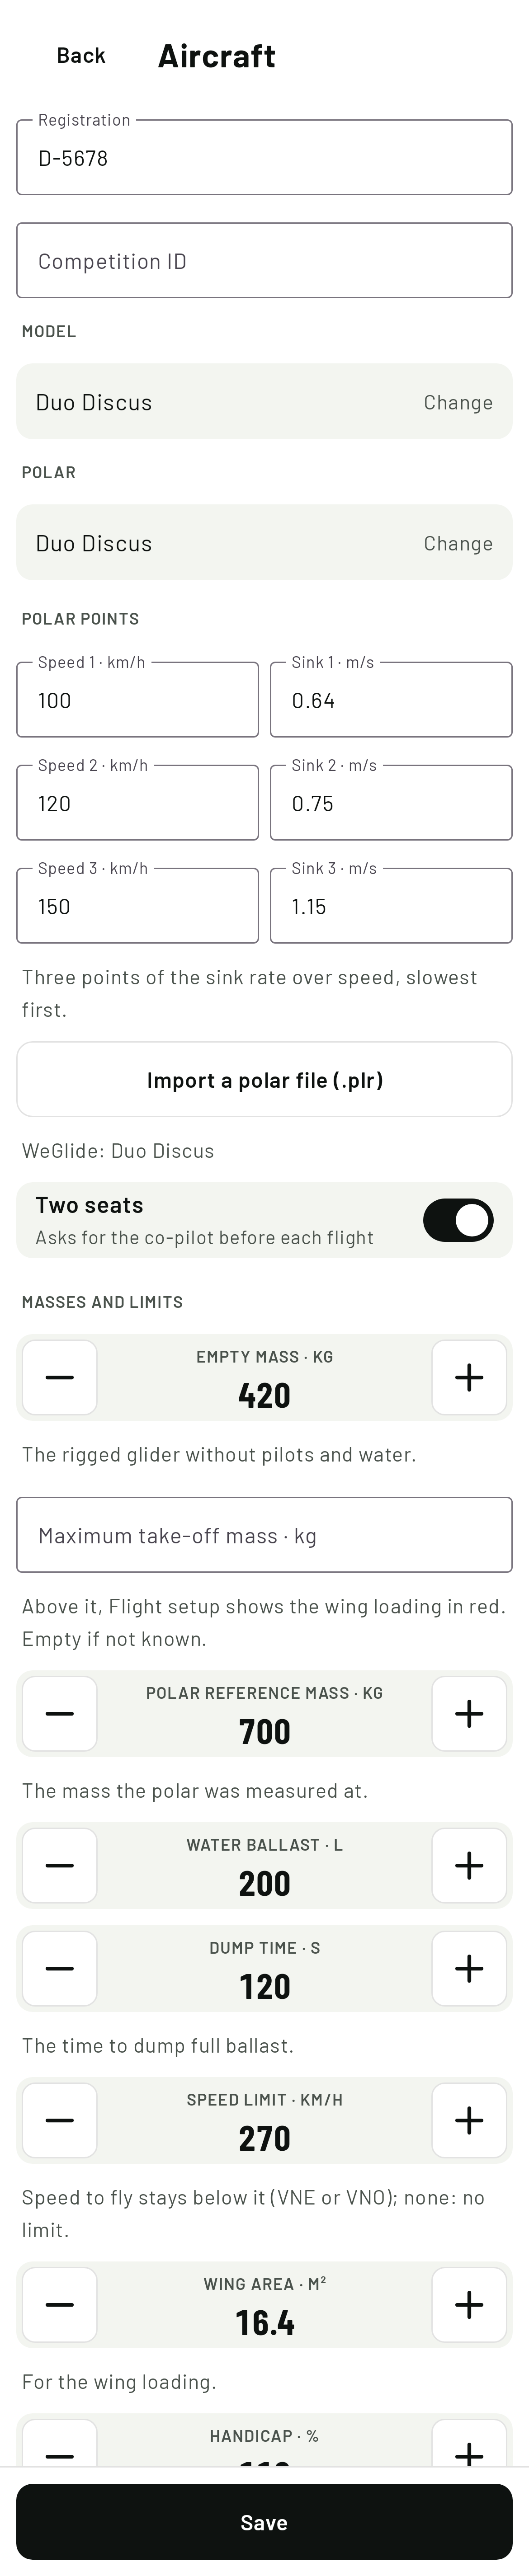 Back
Aircraft
Registration
D-5678
Competition ID
MODEL
Duo Discus
Change
POLAR
Duo Discus
Change
POLAR POINTS
Speed 1 · km/h
100
Sink 1 · m/s
0.64
Speed 2 · km/h
120
Sink 2 · m/s
0.75
Speed 3 · km/h
150
Sink 3 · m/s
1.15
Three points of the sink rate over speed, slowest
first.
Import a polar file (.plr)
WeGlide: Duo Discus
Two seats
Asks for the co-pilot before each flight
MASSES AND LIMITS
EMPTY MASS · KG
420
The rigged glider without pilots and water.
Maximum take-off mass · kg
Above it, Flight setup shows the wing loading in red.
Empty if not known.
POLAR REFERENCE MASS · KG
700
The mass the polar was measured at.
WATER BALLAST · L
200
DUMP TIME · S
120
The time to dump full ballast.
SPEED LIMIT · KM/H
270
Speed to fly stays below it (VNE or VNO); none: no
limit.
WING AREA · M²
16.4
For the wing loading.
HANDICAP · %
Save